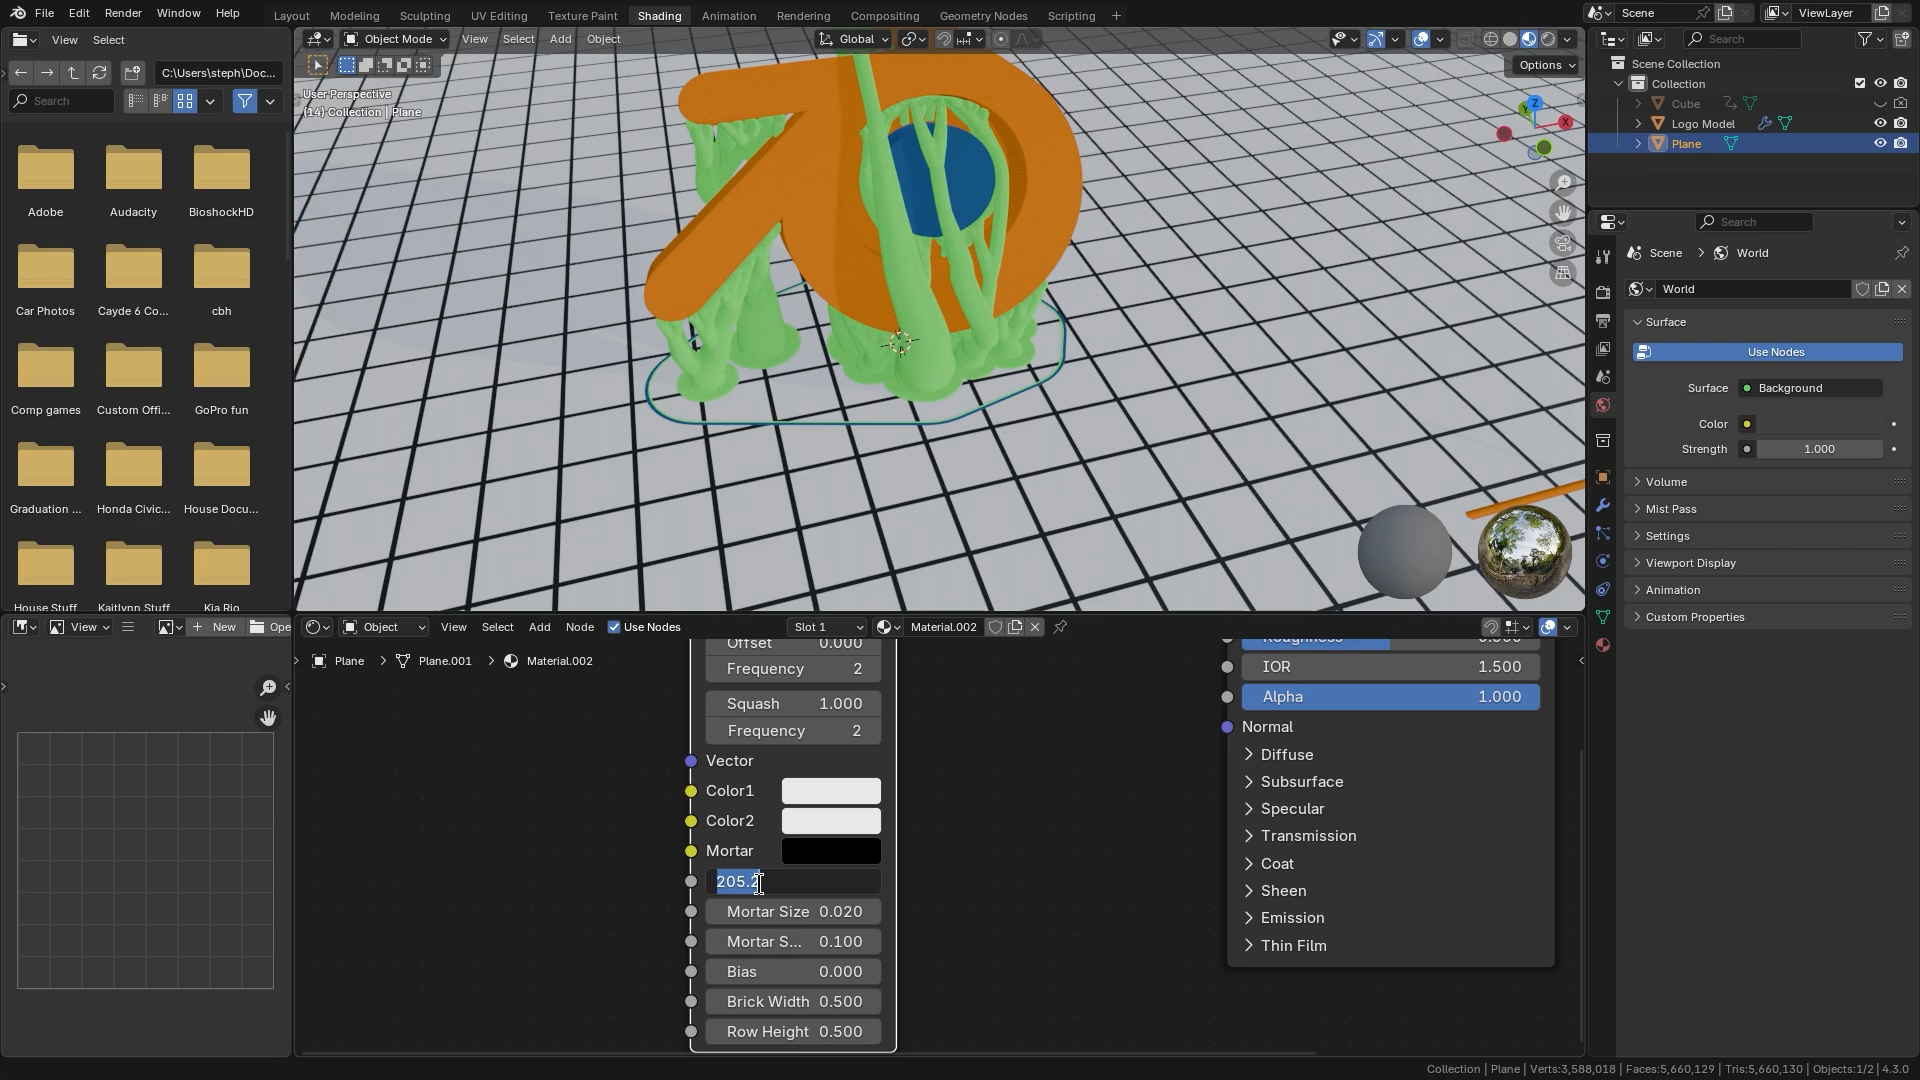 File Edit Render Window Help
Layout Modeling Sculpting UV Editing Texture Paint Shading Animation Rendering Compositing Geometry Nodes Scripting +
Scene
ViewLayer
View Select
C:\Users\steph\Doc...
Search
Adobe Audacity BioshockHD
Car Photos Cayde 6 Co... cbh
Comp games Custom Offi... GoPro fun
Graduation ... Honda Civic... House Docu...
House Stuff Kaitlynn Stuff Kia Rio
Object Mode View Select Add Object
Global
Options
User Perspective
(14) Collection | Plane
Z
Y
X
Search
Scene Collection
Collection
Cube
Logo Model
Plane
Search
Scene > World
World
Surface
Use Nodes
Surface Background
Color
Strength 1.000
Volume
Mist Pass
Settings
Viewport Display
Animation
Custom Properties
View
New
Ope
Object View Select Add Node Use Nodes
Slot 1
Material.002
Plane > Plane.001 > Material.002
Offset 0.000
Frequency 2
Squash 1.000
Frequency 2
Vector
Color1
Color2
Mortar
205.2
Mortar Size 0.020
Mortar S... 0.100
Bias 0.000
Brick Width 0.500
Row Height 0.500
Roughness 0.500
IOR 1.500
Alpha 1.000
Normal
Diffuse
Subsurface
Specular
Transmission
Coat
Sheen
Emission
Thin Film
Collection | Plane | Verts:3,588,018 | Faces:5,660,129 | Tris:5,660,130 | Objects:1/2 | 4.3.0